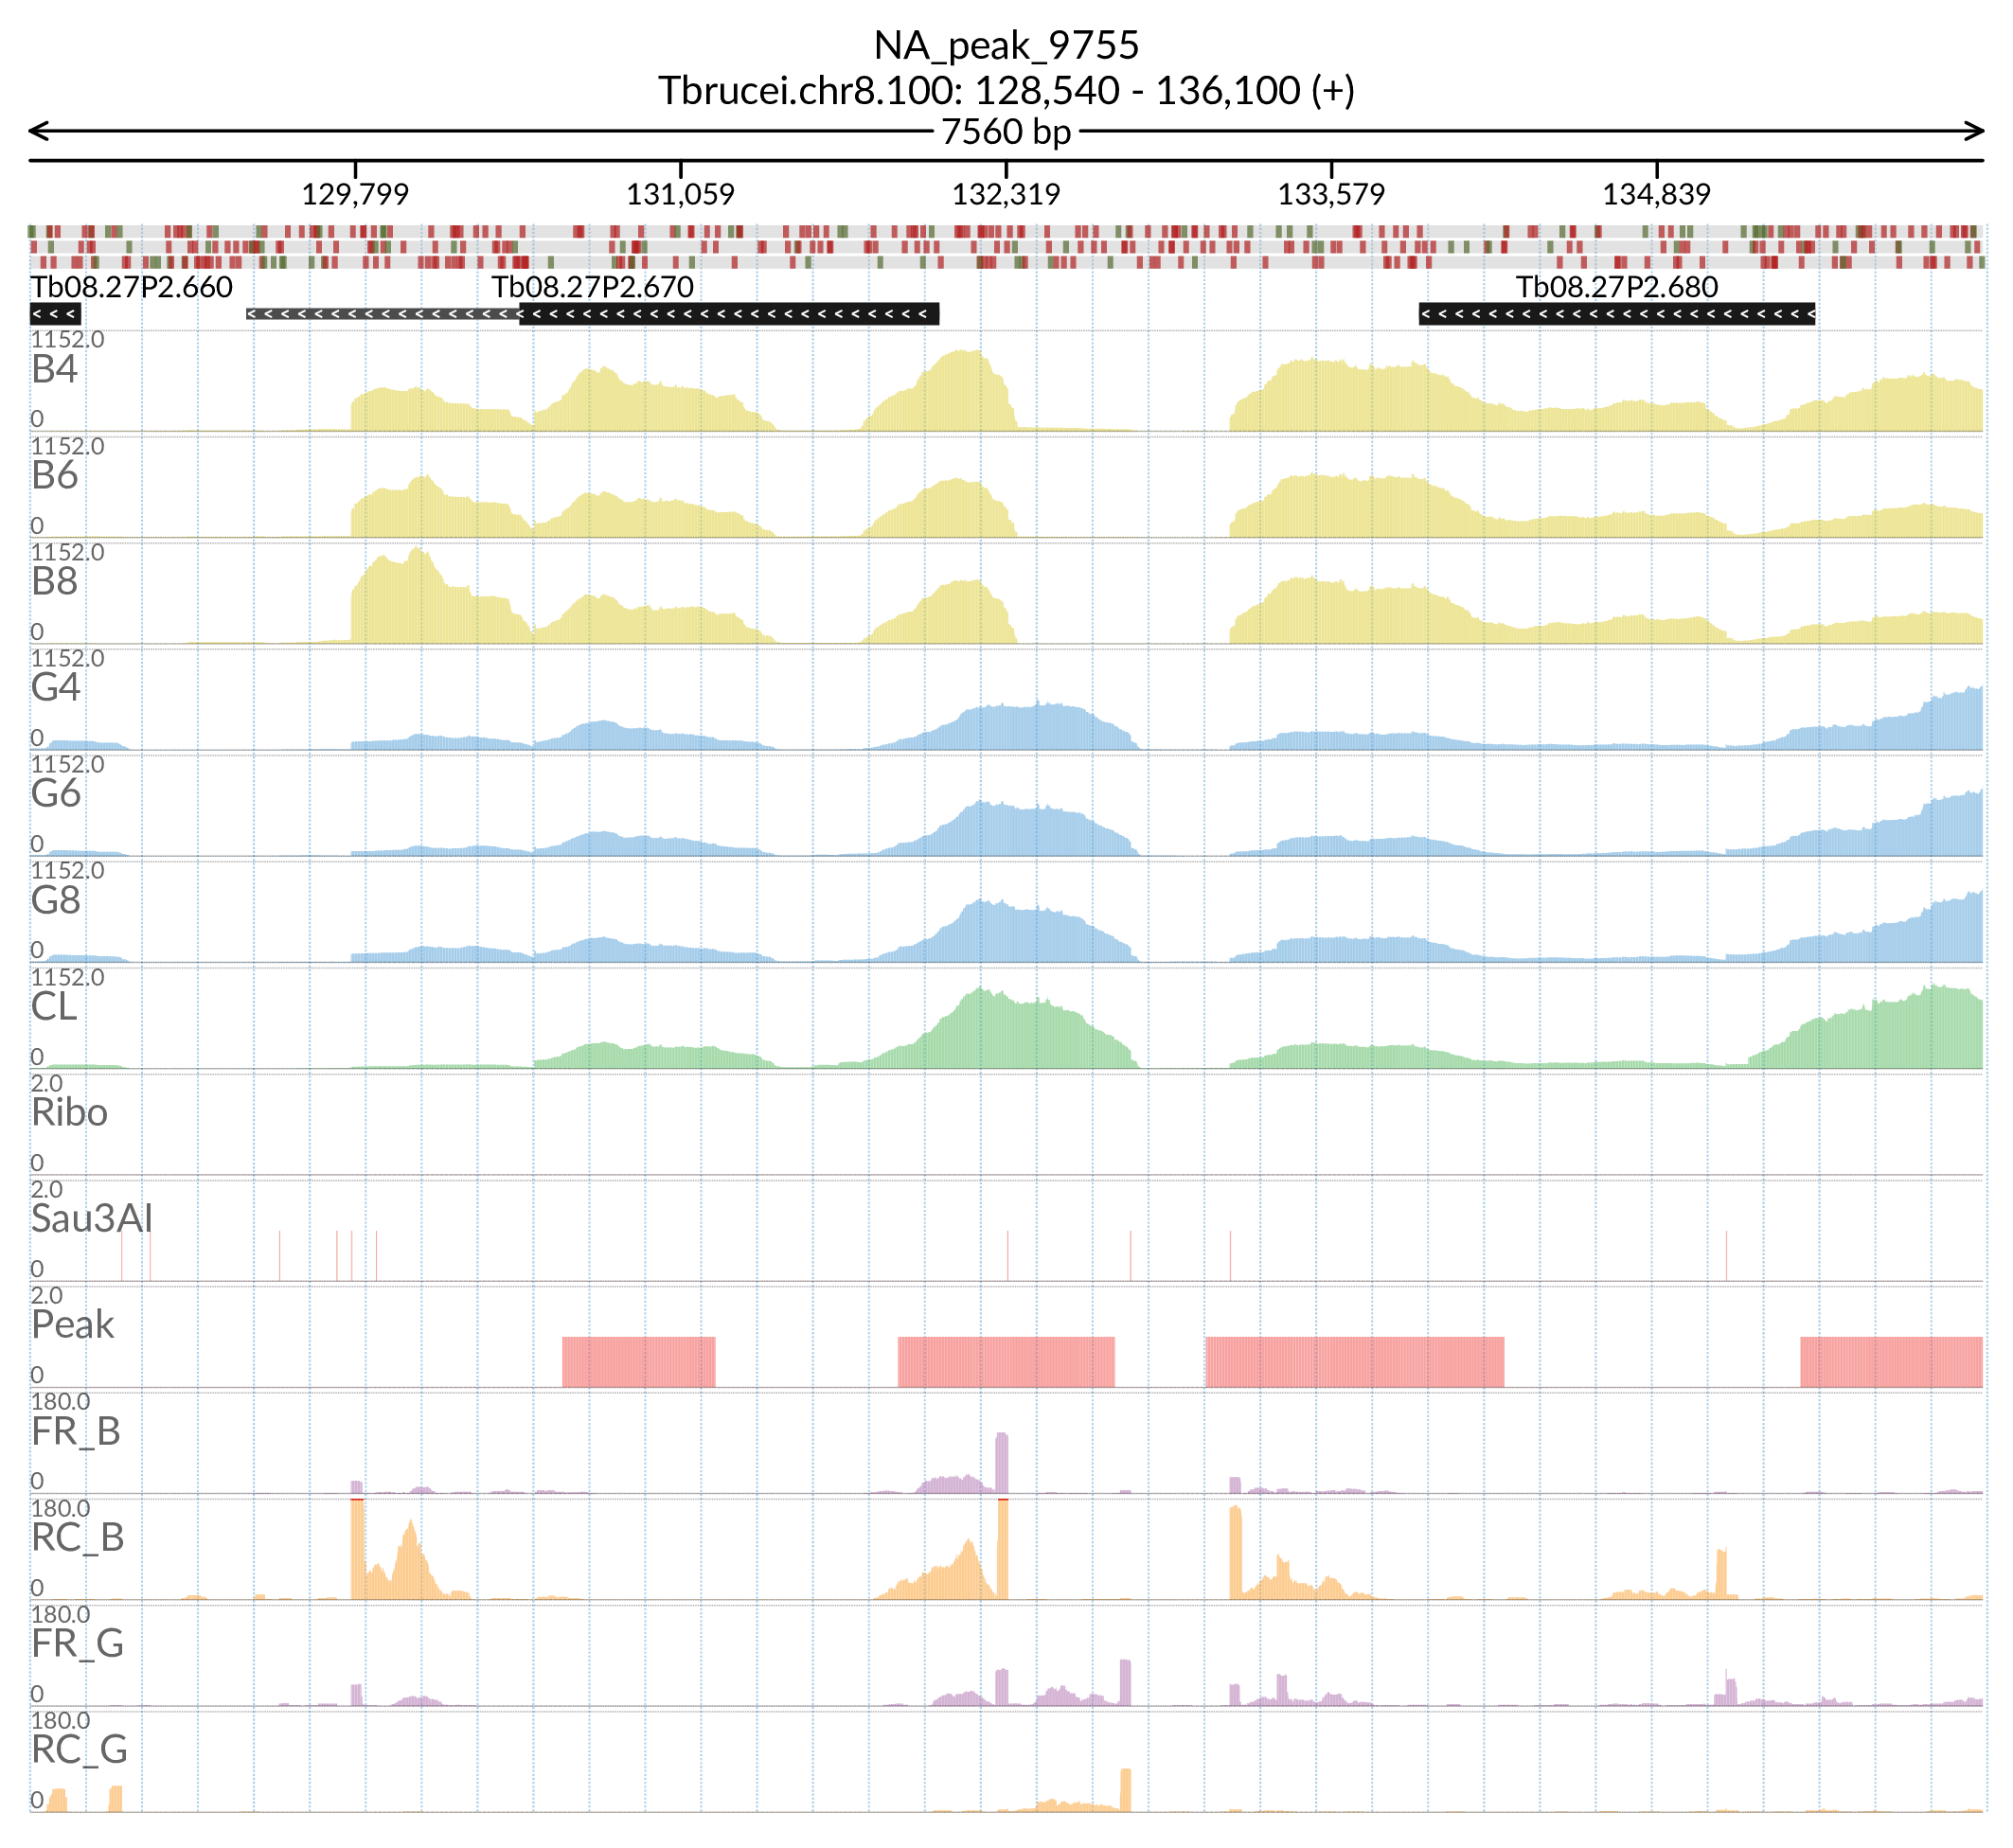 NA_peak_9755
Tbrucei.chr8.100: 128,540 - 136,100 (+)
7560 bp
129,799 131,059 132,319 133,579 134,839
Tb08.27P2.660 Tb08.27P2.670 Tb08.27P2.680
1152.0
B4
0
1152.0
B6
0
1152.0
B8
0
1152.0
G4
0
1152.0
G6
0
1152.0
G8
0
1152.0
CL
0
2.0
Ribo
0
2.0
Sau3AI
0
2.0
Peak
0
180.0
FR_B
0
180.0
RC_B
0
180.0
FR_G
0
180.0
RC_G
0